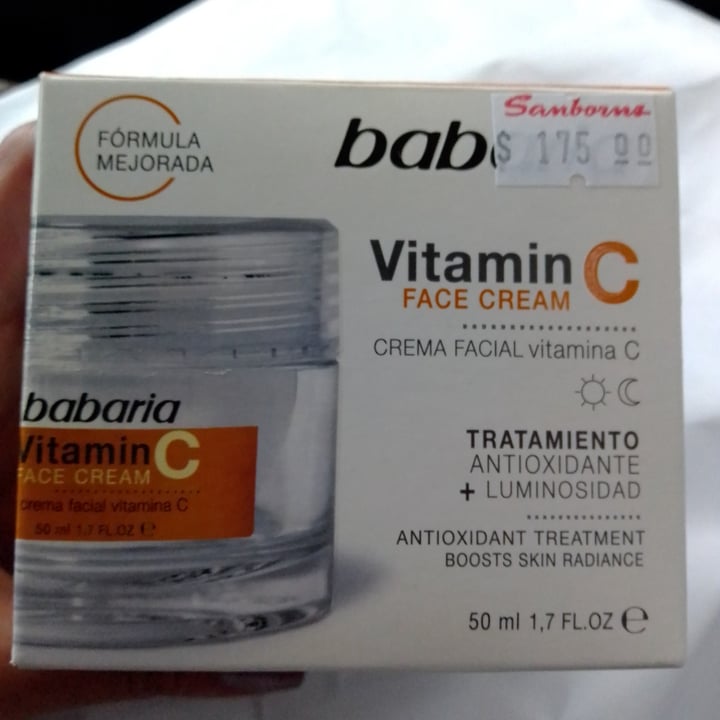 FÓRMULA
MEJORADA
Sanborns
$ 175 00
Vitamin C
FACE CREAM
CREMA FACIAL vitamina C
TRATAMIENTO
ANTIOXIDANTE
+ LUMINOSIDAD
ANTIOXIDANT TREATMENT
BOOSTS SKIN RADIANCE
50 ml 1,7 FL.OZ ℮
babaria
Vitamin C
FACE CREAM
crema facial vitamina C
50 ml 1.7 FL.OZ ℮